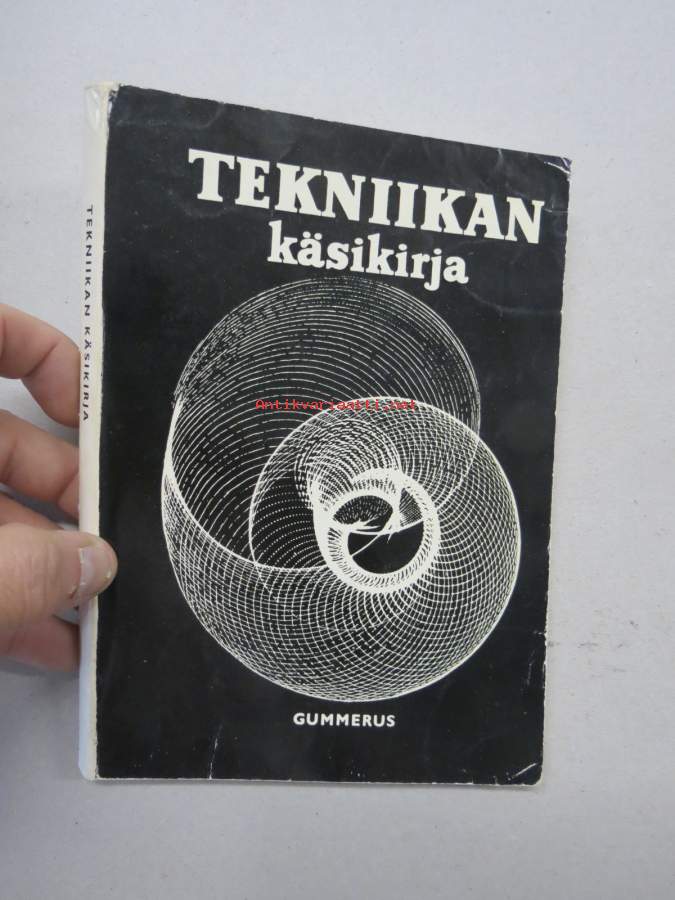 TEKNIIKAN
käsikirja
GUMMERUS
TEKNIIKAN KÄSIKIRJA
Antikvariaatti.net